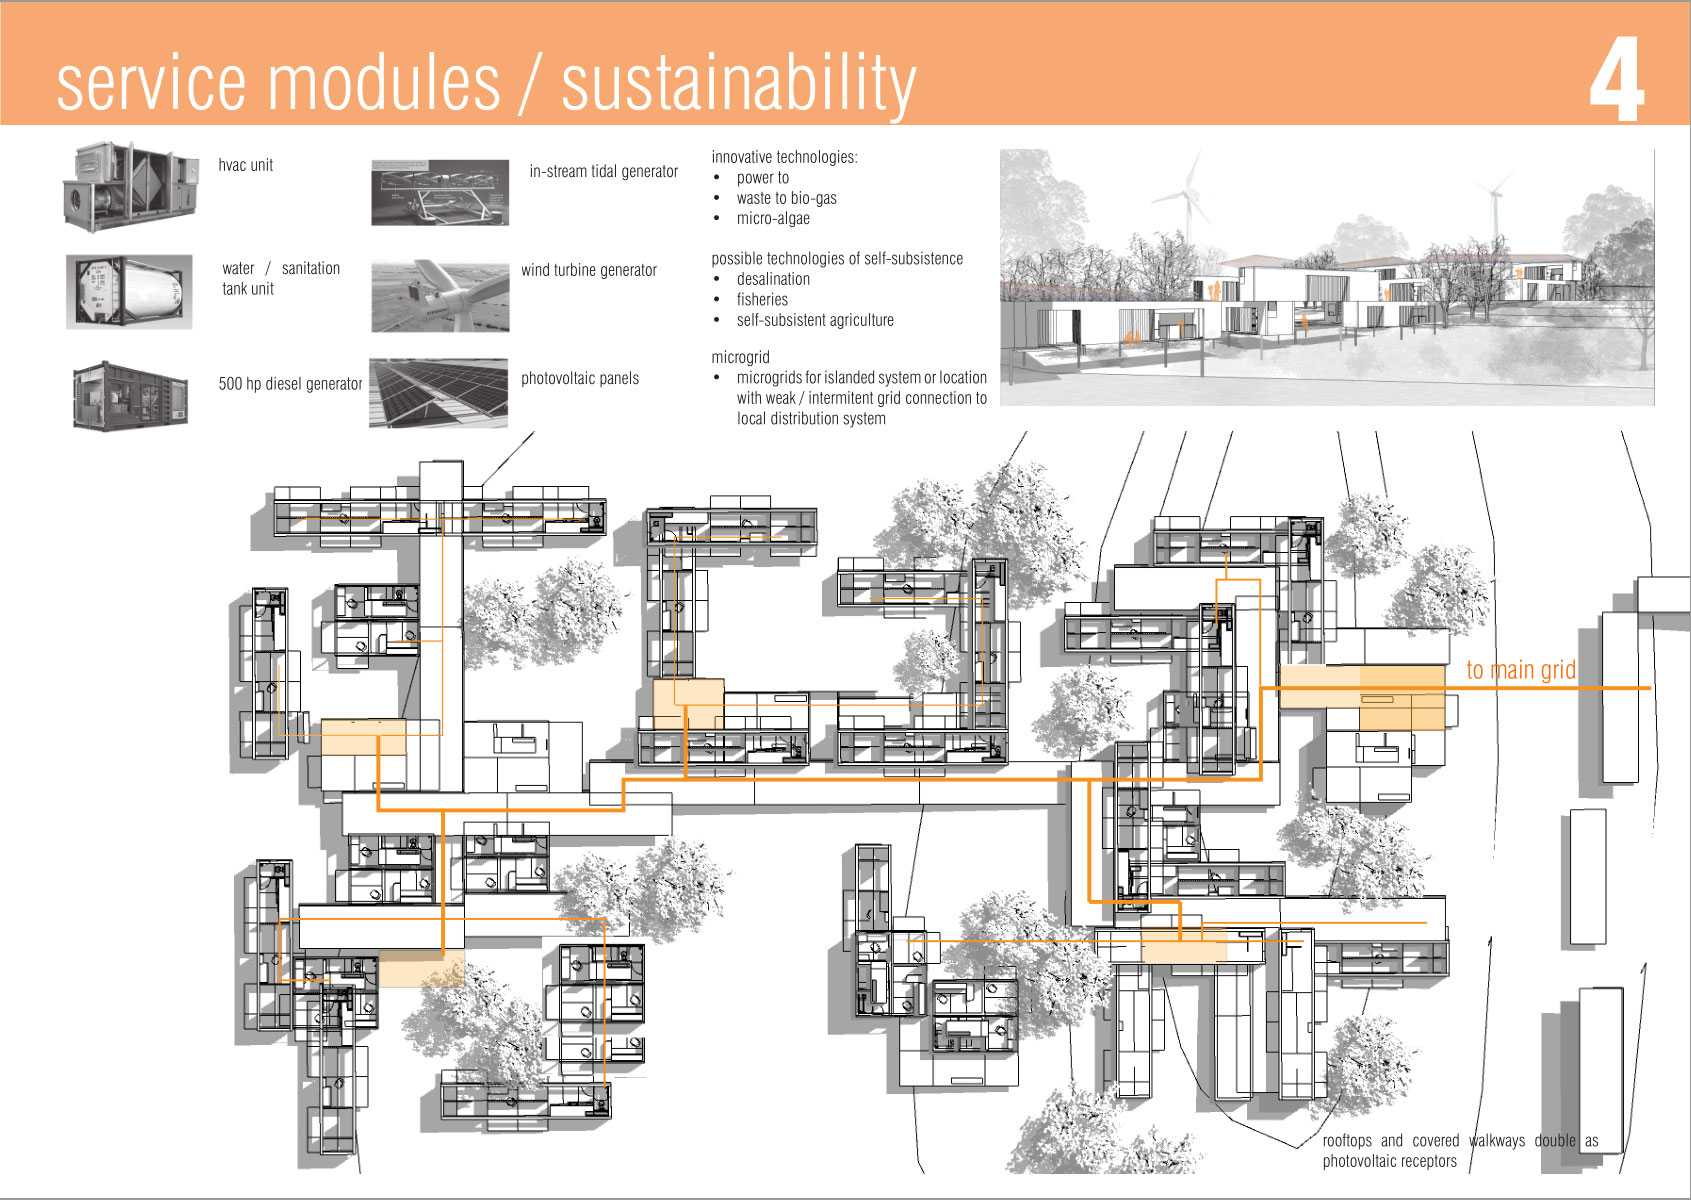 service modules / sustainability
4
hvac unit
water / sanitation
tank unit
500 hp diesel generator
in-stream tidal generator
wind turbine generator
photovoltaic panels
innovative technologies:
• power to
• waste to bio-gas
• micro-algae
possible technologies of self-subsistence
• desalination
• fisheries
• self-subsistent agriculture
microgrid
• microgrids for islanded system or location
with weak / intermitent grid connection to
local distribution system
to main grid
rooftops and covered walkways double as
photovoltaic receptors